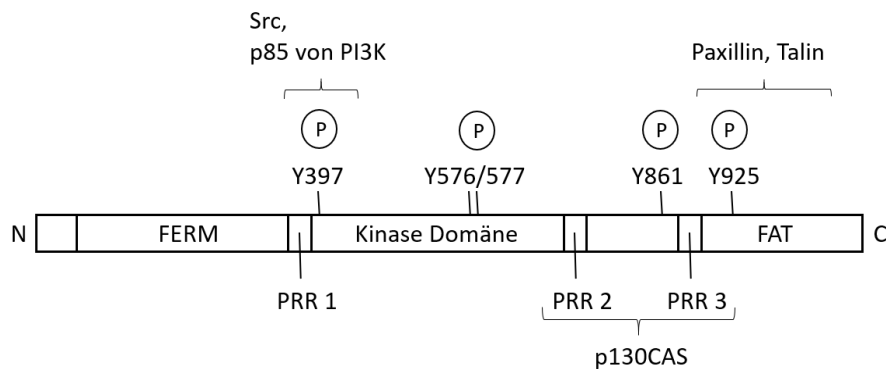 Src,
p85 von PI3K
Paxillin, Talin
P P P P
Y397 Y576/577 Y861 Y925
N FERM Kinase Domäne FAT C
PRR 1 PRR 2 PRR 3
p130CAS